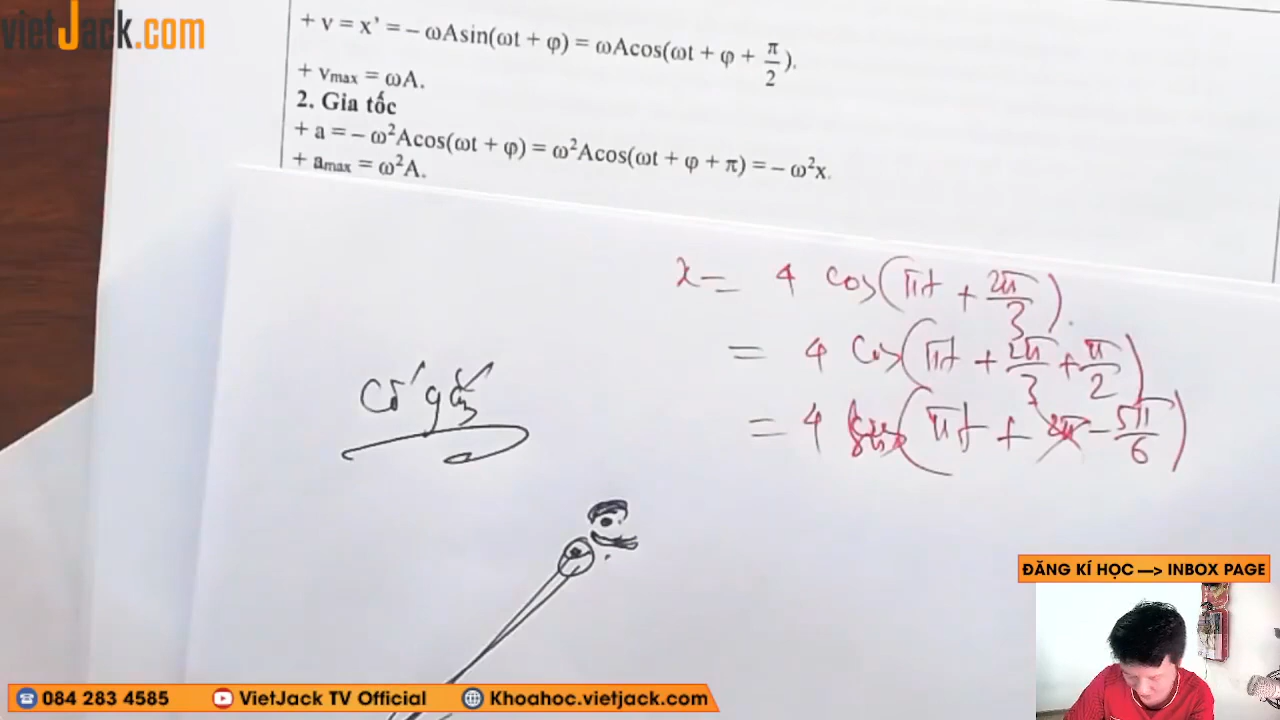 vietJack.com
+ v = x' = − ωAsin(ωt + φ) = ωAcos(ωt + φ + π/2).
+ vmax = ωA.
2. Gia tốc
+ a = − ω²Acos(ωt + φ) = ω²Acos(ωt + φ + π) = − ω²x.
+ amax = ω²A.
x = 4 cos(πt + 2π/3).
= 4 cos(πt + 2π/3 + π/2)
= 4 (πt + − 5π/6)
Cố gắng
ĐĂNG KÍ HỌC —> INBOX PAGE
084 283 4585 VietJack TV Official Khoahoc.vietjack.com